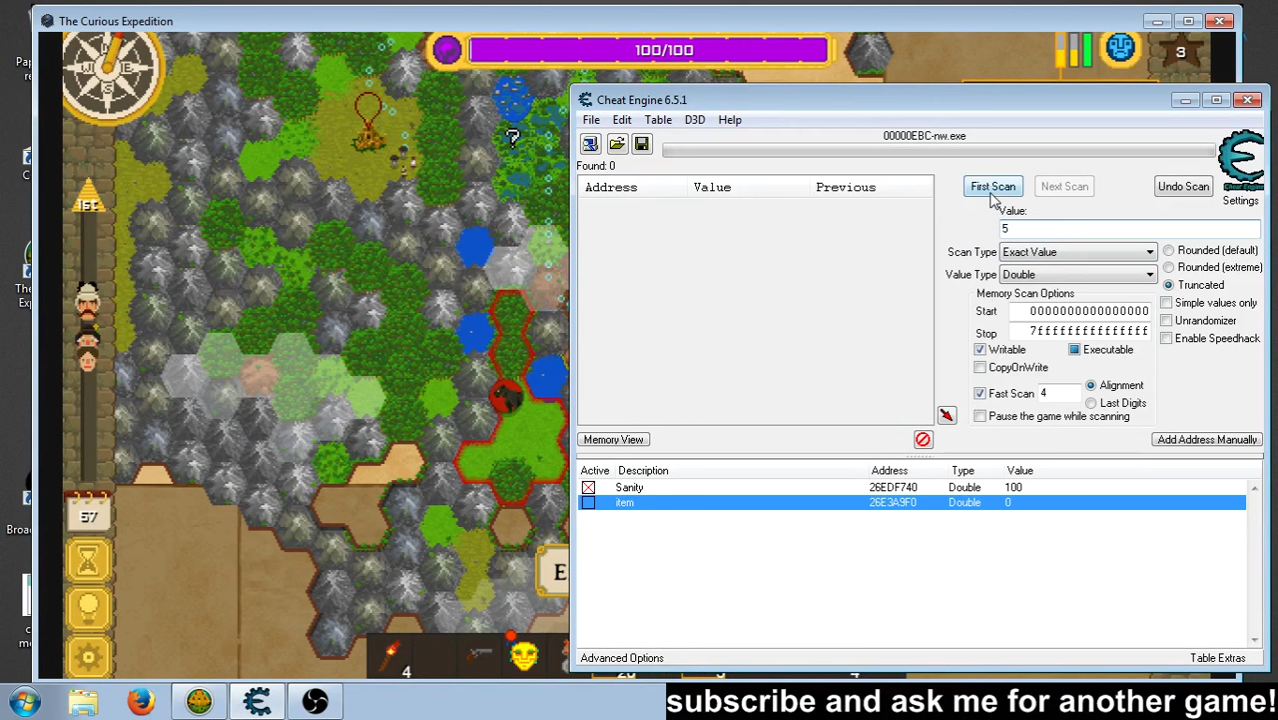 The Curious Expedition
100/100
3
1st
67
4
Cheat Engine 6.5.1
File Edit Table D3D Help
00000EBC-nw.exe
Found: 0
Address Value Previous
First Scan Next Scan Undo Scan
Cheat Engine
Settings
Value:
5
Scan Type Exact Value
Value Type Double
Rounded (default)
Rounded (extreme)
Truncated
Simple values only
Unrandomizer
Enable Speedhack
Memory Scan Options
Start 0000000000000000
Stop 7fffffffffffffff
Writable Executable
CopyOnWrite
Fast Scan 4 Alignment
Last Digits
Pause the game while scanning
Memory View Add Address Manually
Active Description Address Type Value
Sanity 26EDF740 Double 100
item 26E3A9F0 Double 0
Advanced Options Table Extras
subscribe and ask me for another game!